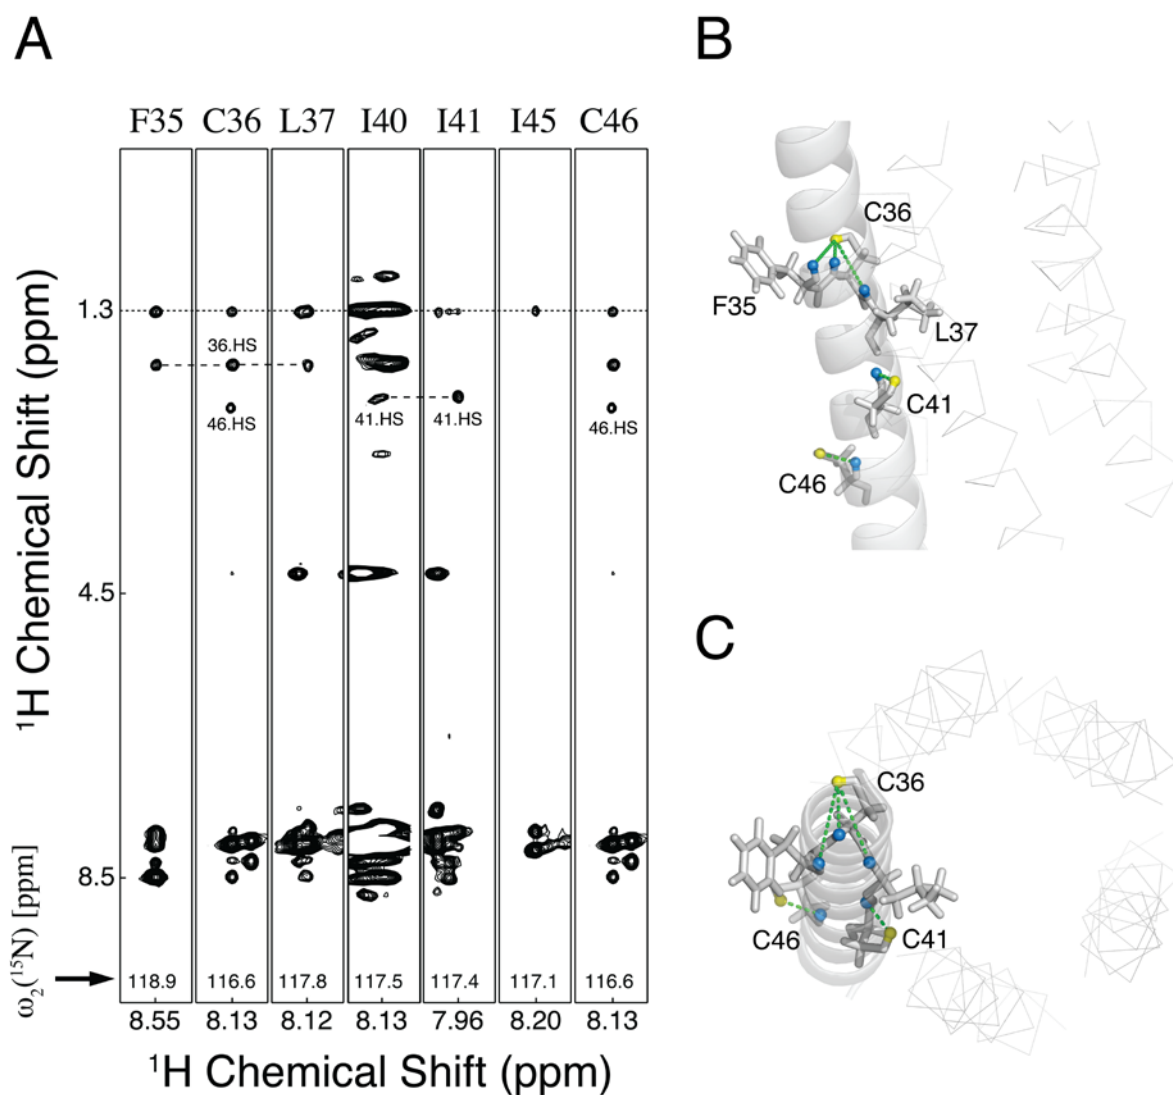 A
B
F35 C36 L37 I40 I41 I45 C46
¹H Chemical Shift (ppm)
1.3
4.5
8.5
36.HS
46.HS
41.HS
41.HS
46.HS
ω₂(¹⁵N) [ppm]
118.9 116.6 117.8 117.5 117.4 117.1 116.6
8.55 8.13 8.12 8.13 7.96 8.20 8.13
¹H Chemical Shift (ppm)
C36
F35
L37
C41
C46
C
C36
C46
C41